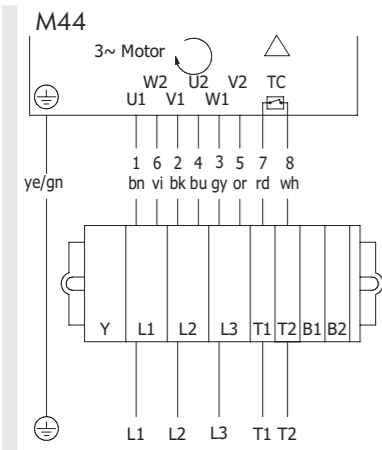 M44
3~ Motor
W2 U2 V2 TC
U1 V1 W1
1 6 2 4 3 5 7 8
ye/gn bn vi bk bu gy or rd wh
Y L1 L2 L3 T1 T2 B1 B2
L1 L2 L3 T1 T2